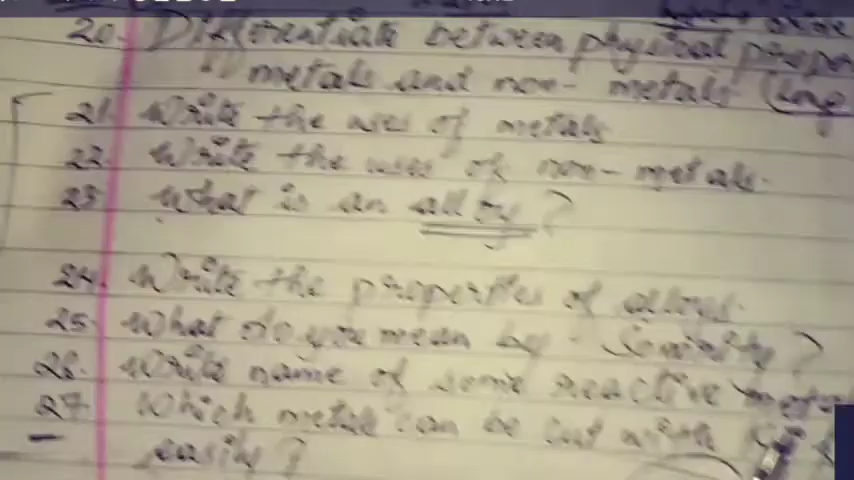 20. Differentiate between physical
metals and non- metals (
21. Write the uses of metals
22. Write the uses of non-metals.
23. What is an alloy?
24. Write the properties of alloys.
25. What do you mean by - Sonority?
26. Write name of some reactive
27. Which metals can be cut with
easily?